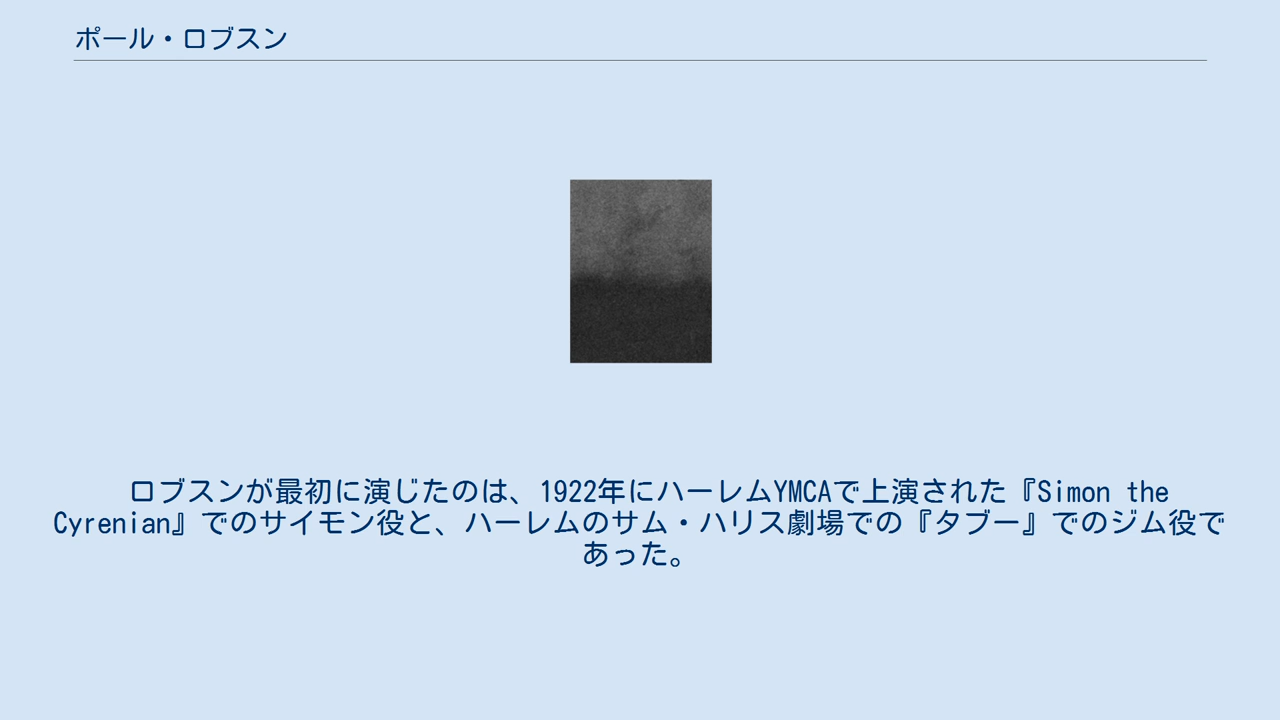 ポール・ロブスン
ロブスンが最初に演じたのは、1922年にハーレムYMCAで上演された『Simon the
Cyrenian』でのサイモン役と、ハーレムのサム・ハリス劇場での『タブー』でのジム役で
あった。